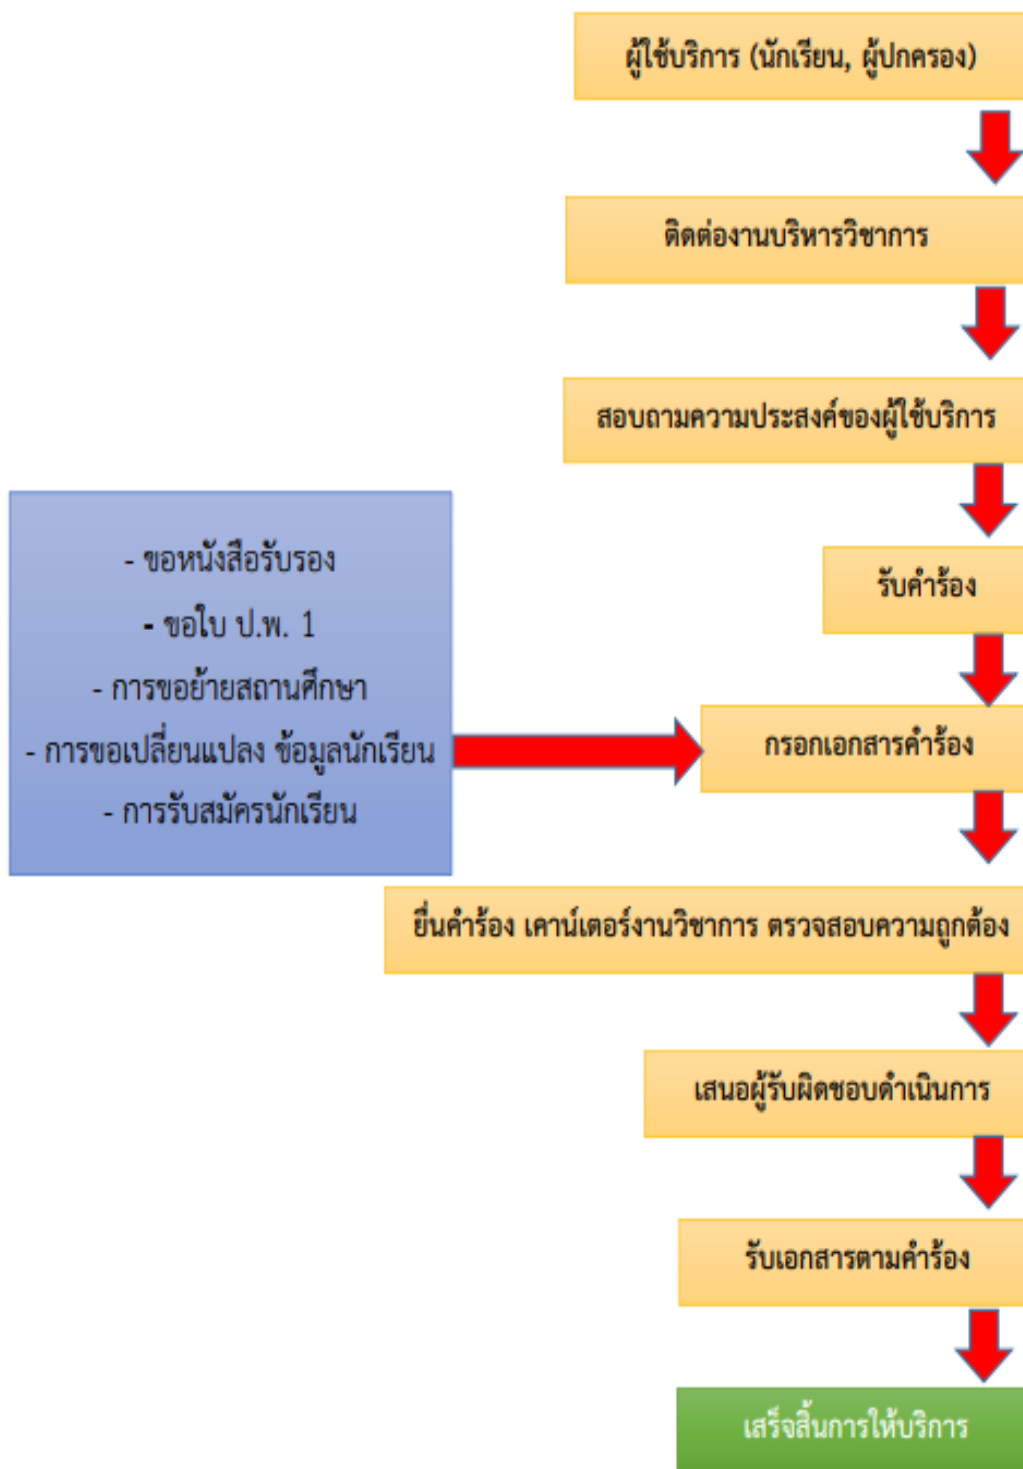 ผู้ใช้บริการ (นักเรียน, ผู้ปกครอง)
ติดต่องานบริหารวิชาการ
สอบถามความประสงค์ของผู้ใช้บริการ
รับคำร้อง
- ขอหนังสือรับรอง
- ขอใบ ป.พ. 1
- การขอย้ายสถานศึกษา
- การขอเปลี่ยนแปลง ข้อมูลนักเรียน
- การรับสมัครนักเรียน
กรอกเอกสารคำร้อง
ยื่นคำร้อง เคาน์เตอร์งานวิชาการ ตรวจสอบความถูกต้อง
เสนอผู้รับผิดชอบดำเนินการ
รับเอกสารตามคำร้อง
เสร็จสิ้นการให้บริการ